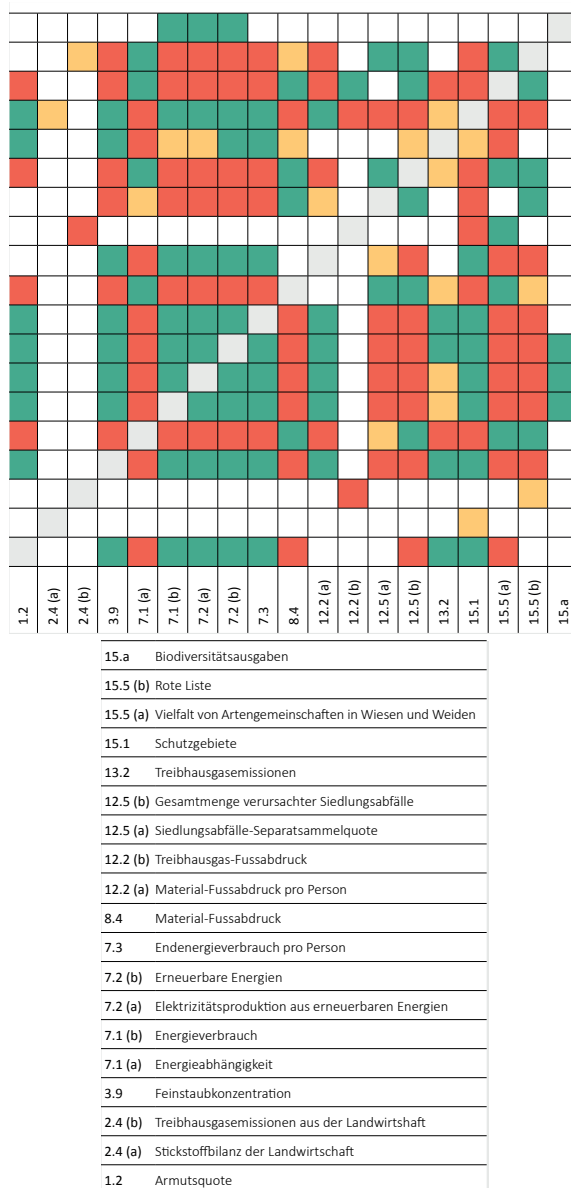 1.2
2.4 (a)
2.4 (b)
3.9
7.1 (a)
7.1 (b)
7.2 (a)
7.2 (b)
7.3
8.4
12.2 (a)
12.2 (b)
12.5 (a)
12.5 (b)
13.2
15.1
15.5 (a)
15.5 (b)
15.a
15.a Biodiversitätsausgaben
15.5 (b) Rote Liste
15.5 (a) Vielfalt von Artengemeinschaften in Wiesen und Weiden
15.1 Schutzgebiete
13.2 Treibhausgasemissionen
12.5 (b) Gesamtmenge verursachter Siedlungsabfälle
12.5 (a) Siedlungsabfälle-Separatsammelquote
12.2 (b) Treibhausgas-Fussabdruck
12.2 (a) Material-Fussabdruck pro Person
8.4 Material-Fussabdruck
7.3 Endenergieverbrauch pro Person
7.2 (b) Erneuerbare Energien
7.2 (a) Elektrizitätsproduktion aus erneuerbaren Energien
7.1 (b) Energieverbrauch
7.1 (a) Energieabhängigkeit
3.9 Feinstaubkonzentration
2.4 (b) Treibhausgasemissionen aus der Landwirtshaft
2.4 (a) Stickstoffbilanz der Landwirtschaft
1.2 Armutsquote